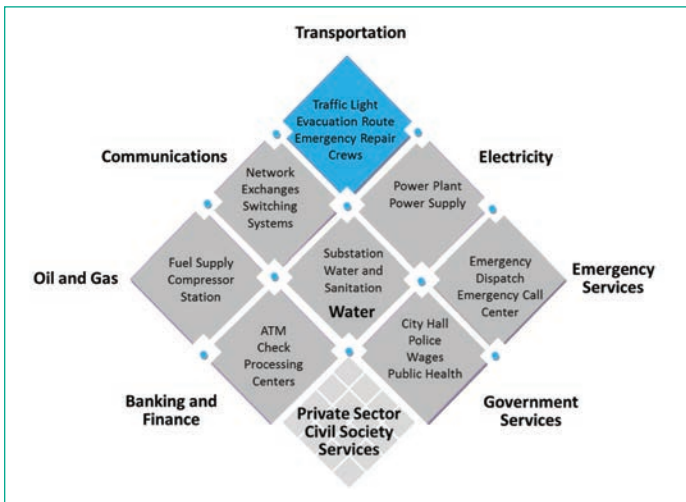 Transportation
Traffic Light
Evacuation Route
Emergency Repair
Crews
Communications
Electricity
Network
Exchanges
Switching
Systems
Power Plant
Power Supply
Oil and Gas
Fuel Supply
Compressor
Station
Substation
Water and
Sanitation
Water
Emergency
Dispatch
Emergency Call
Center
Emergency
Services
ATM
Check
Processing
Centers
City Hall
Police
Wages
Public Health
Banking and
Finance
Private Sector
Civil Society
Services
Government
Services